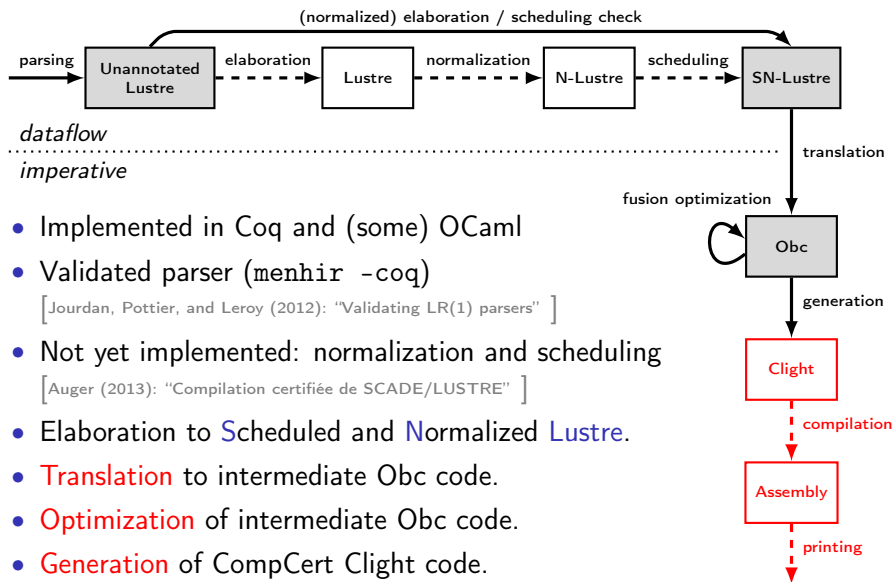 (normalized) elaboration / scheduling check
parsing
Unannotated
Lustre
elaboration
Lustre
normalization
N-Lustre
scheduling
SN-Lustre
dataflow
imperative
translation
fusion optimization
Obc
generation
Clight
compilation
Assembly
printing
• Implemented in Coq and (some) OCaml
• Validated parser (menhir -coq)
[Jourdan, Pottier, and Leroy (2012): “Validating LR(1) parsers” ]
• Not yet implemented: normalization and scheduling
[Auger (2013): “Compilation certifiée de SCADE/LUSTRE” ]
• Elaboration to Scheduled and Normalized Lustre.
• Translation to intermediate Obc code.
• Optimization of intermediate Obc code.
• Generation of CompCert Clight code.